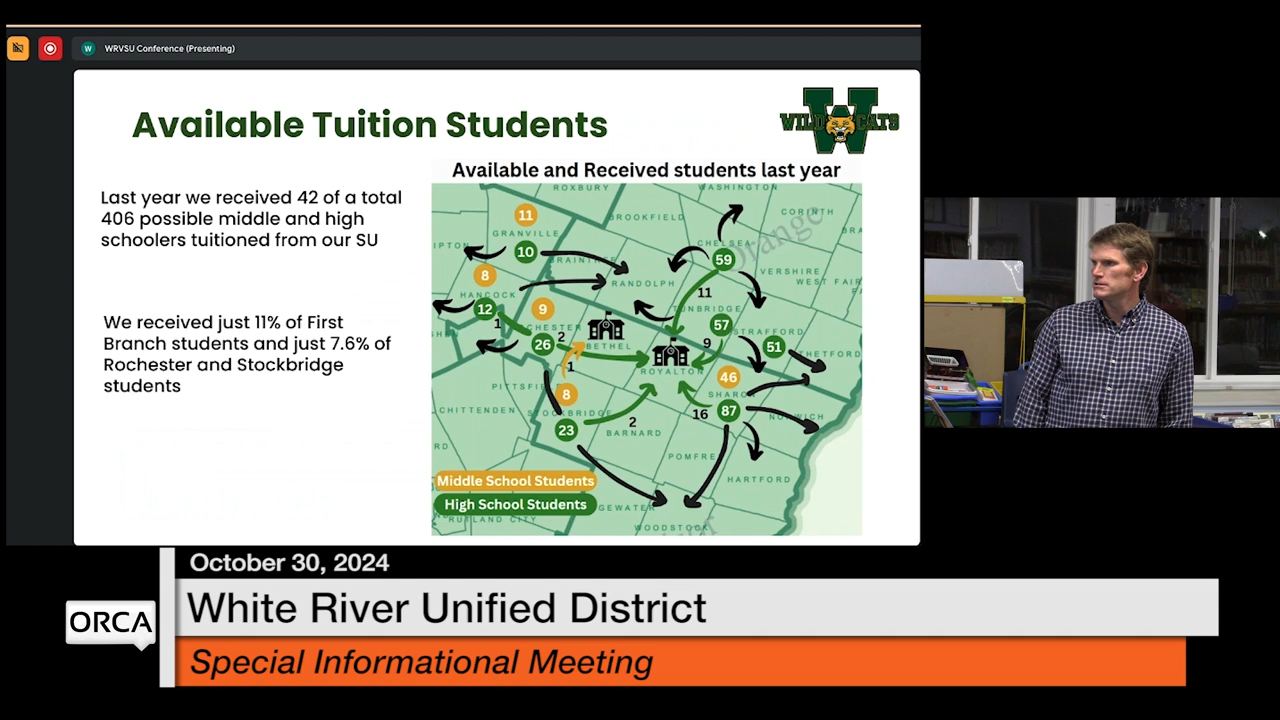 W
WRVSU Conference (Presenting)
Available Tuition Students
W
WILDCATS
Last year we received 42 of a total
406 possible middle and high
schoolers tuitioned from our SU
We received just 11% of First
Branch students and just 7.6% of
Rochester and Stockbridge
students
Available and Received students last year
ROXBURY
WASHINGTON
BROOKFIELD
CORINTH
Orange
11
GRANVILLE
10
CHELSEA
59
VERSHIRE
WEST FAI
RANDOLPH
8
HANCOCK
12
11
TUNBRIDGE
57
9
STRAFFORD
51
THETFORD
1
9
26
2
BETHEL
ROYALTON
9
1
46
SHARON
87
16
8
STOCKBRIDGE
23
2
BARNARD
CHITTENDEN
NORWICH
POMFRE
HARTFORD
Middle School Students
High School Students
RUTLAND CITY
WOODSTOCK
October 30, 2024
ORCA
White River Unified District
Special Informational Meeting